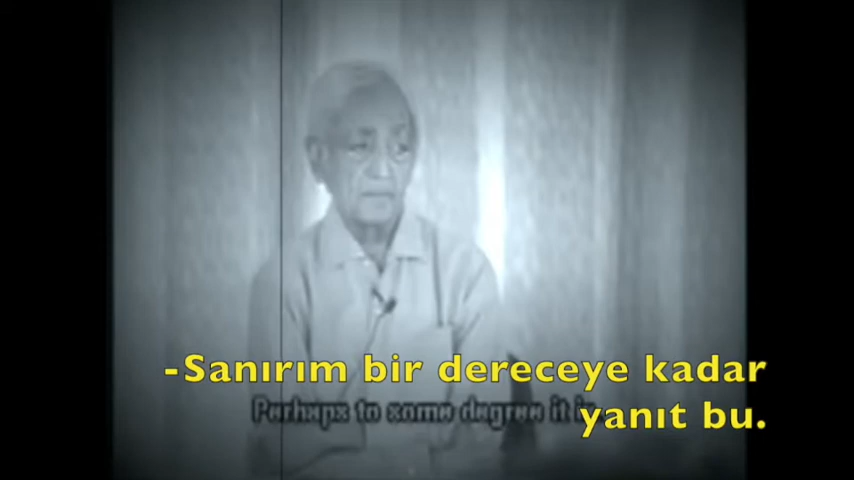 -Sanırım bir dereceye kadar
Perhaps to some degree it is
yanıt bu.